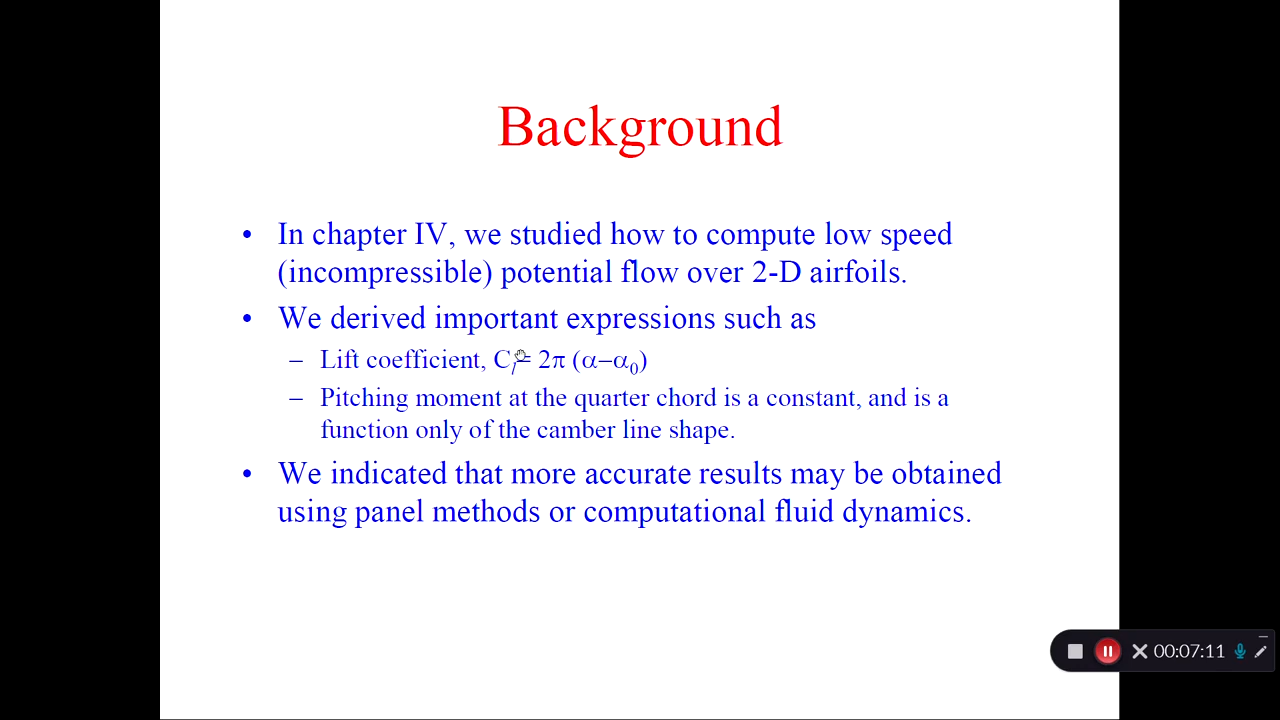 Background
• In chapter IV, we studied how to compute low speed
(incompressible) potential flow over 2-D airfoils.
• We derived important expressions such as
– Lift coefficient, Cₗ= 2π (α−α₀)
– Pitching moment at the quarter chord is a constant, and is a
function only of the camber line shape.
• We indicated that more accurate results may be obtained
using panel methods or computational fluid dynamics.
00:07:11